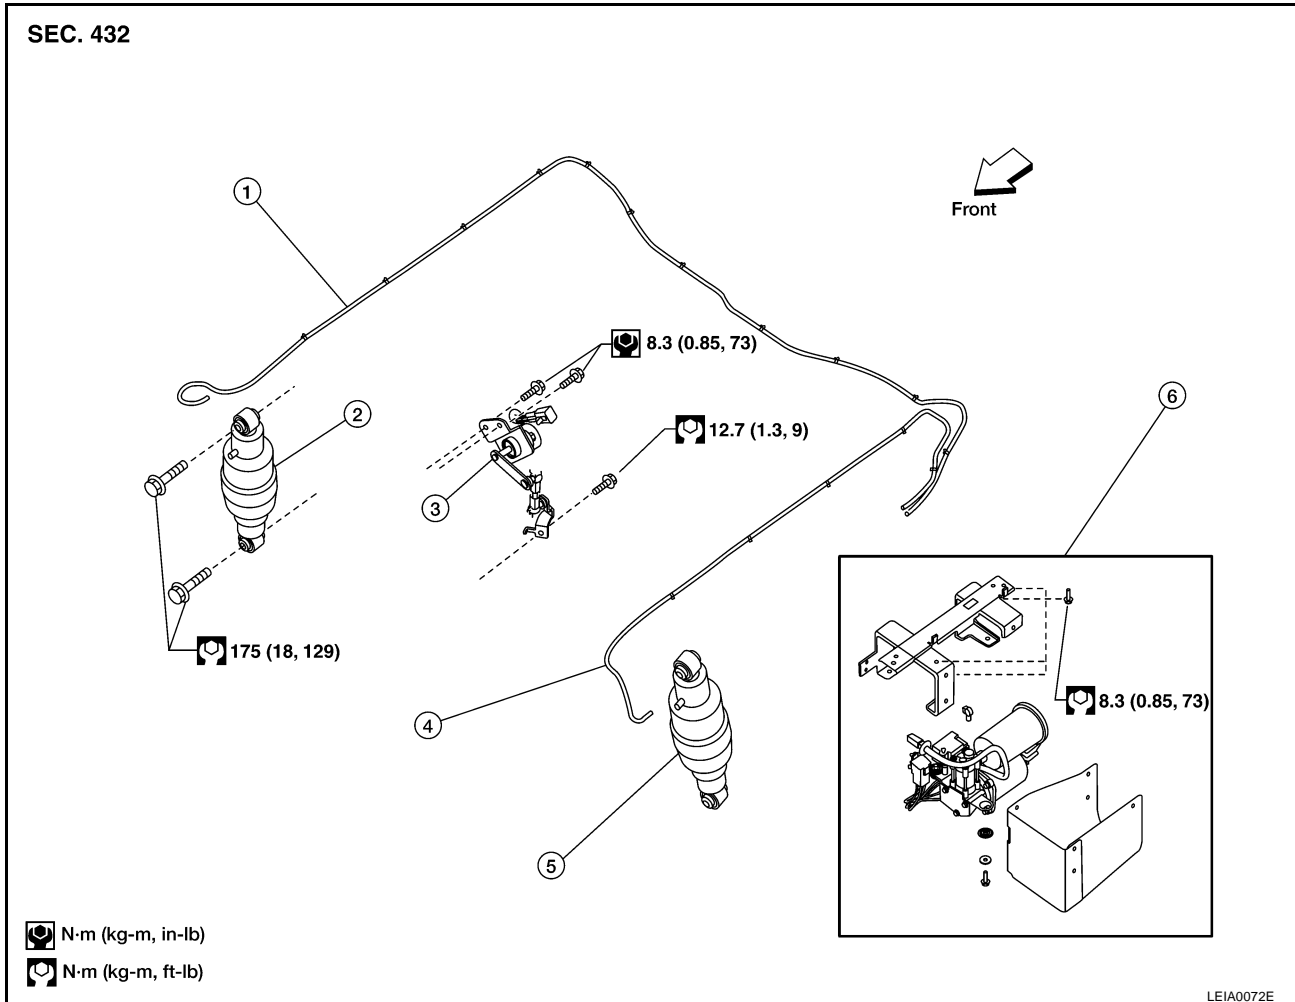 SEC. 432
1
Front
8.3 (0.85, 73)
2
6
12.7 (1.3, 9)
3
175 (18, 129)
8.3 (0.85, 73)
4
5
N·m (kg-m, in-lb)
N·m (kg-m, ft-lb)
LEIA0072E